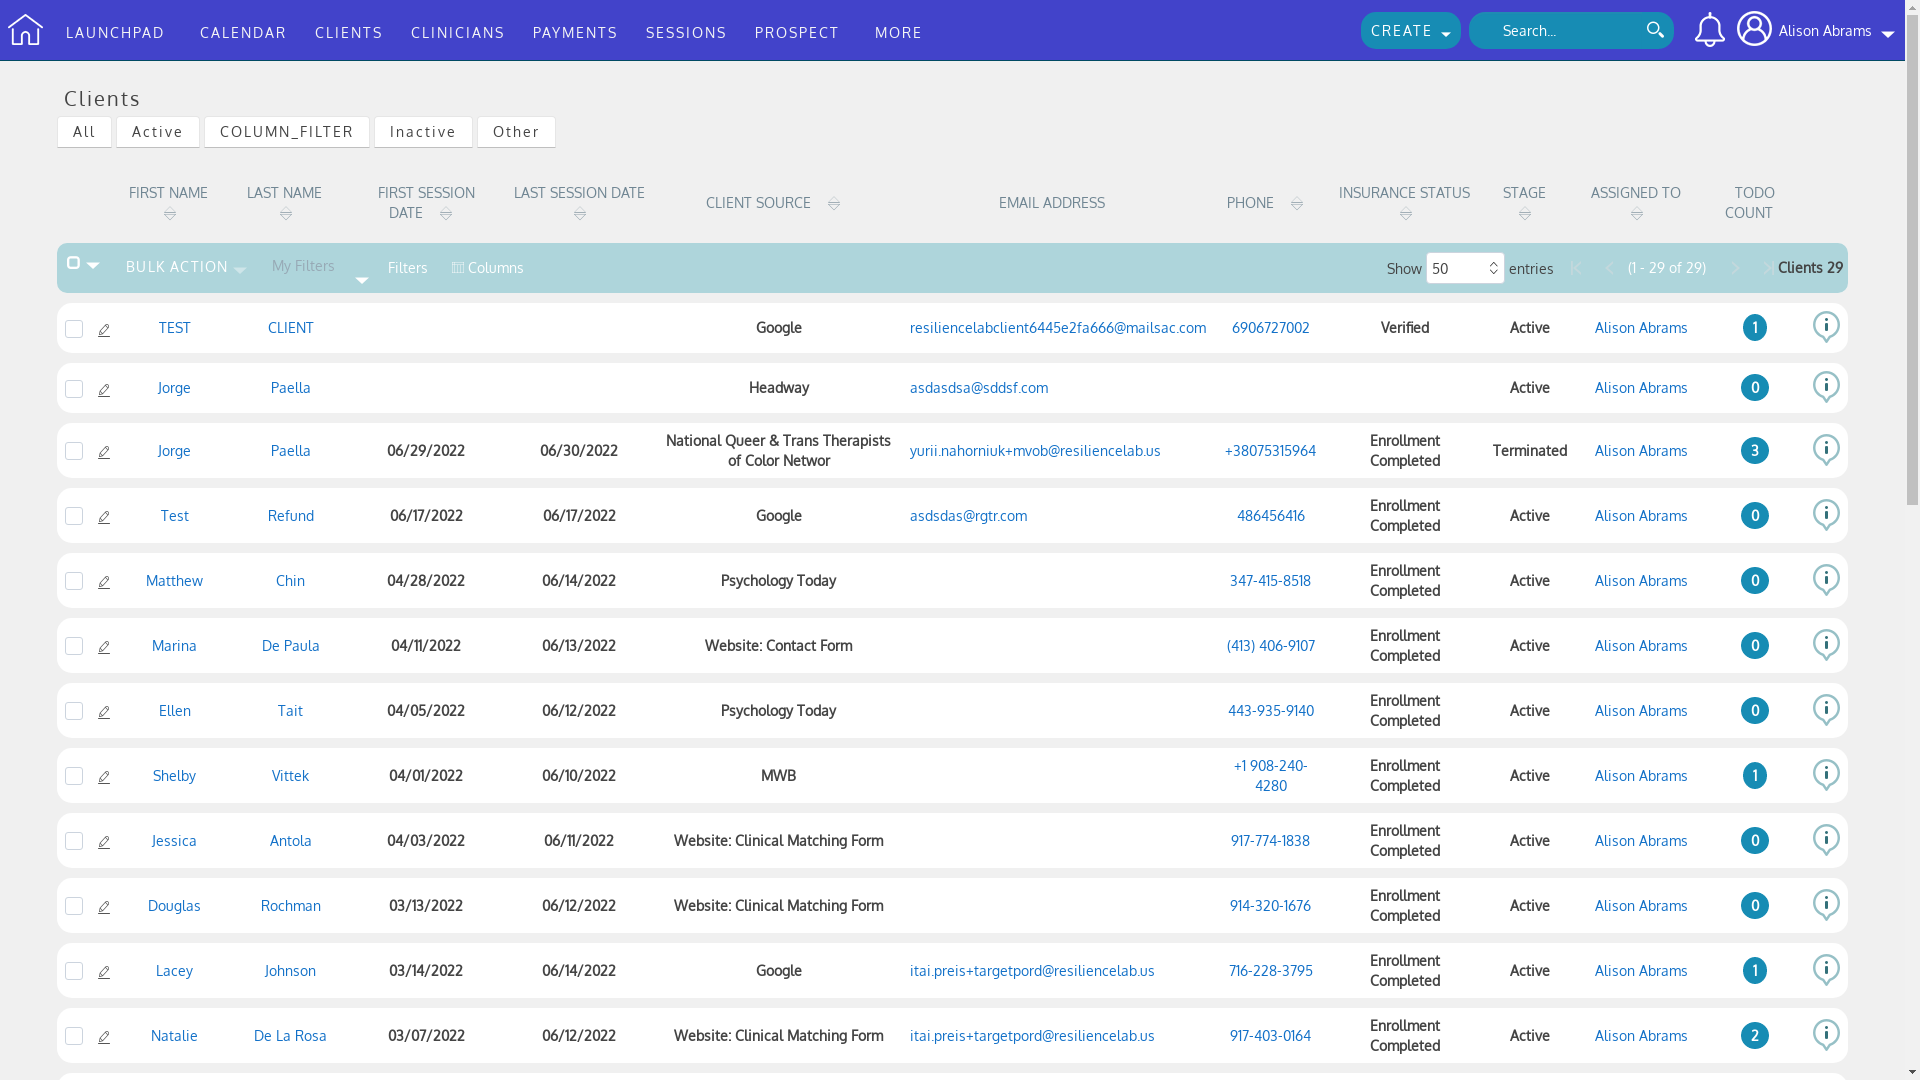 LAUNCHPAD CALENDAR CLIENTS CLINICIANS PAYMENTS SESSIONS PROSPECT MORE CREATE Search... Alison Abrams
Clients
All Active COLUMN_FILTER Inactive Other
FIRST NAME LAST NAME FIRST SESSION DATE LAST SESSION DATE CLIENT SOURCE EMAIL ADDRESS PHONE INSURANCE STATUS STAGE ASSIGNED TO TODO COUNT
BULK ACTION My Filters Filters Columns Show 50 entries (1 - 29 of 29) Clients 29
TEST CLIENT Google resiliencelabclient6445e2fa666@mailsac.com 6906727002 Verified Active Alison Abrams 1
Jorge Paella Headway asdasdsa@sddsf.com Active Alison Abrams 0
Jorge Paella 06/29/2022 06/30/2022 National Queer & Trans Therapists of Color Networ yurii.nahorniuk+mvob@resiliencelab.us +38075315964 Enrollment Completed Terminated Alison Abrams 3
Test Refund 06/17/2022 06/17/2022 Google asdsdas@rgtr.com 486456416 Enrollment Completed Active Alison Abrams 0
Matthew Chin 04/28/2022 06/14/2022 Psychology Today 347-415-8518 Enrollment Completed Active Alison Abrams 0
Marina De Paula 04/11/2022 06/13/2022 Website: Contact Form (413) 406-9107 Enrollment Completed Active Alison Abrams 0
Ellen Tait 04/05/2022 06/12/2022 Psychology Today 443-935-9140 Enrollment Completed Active Alison Abrams 0
Shelby Vittek 04/01/2022 06/10/2022 MWB +1 908-240-4280 Enrollment Completed Active Alison Abrams 1
Jessica Antola 04/03/2022 06/11/2022 Website: Clinical Matching Form 917-774-1838 Enrollment Completed Active Alison Abrams 0
Douglas Rochman 03/13/2022 06/12/2022 Website: Clinical Matching Form 914-320-1676 Enrollment Completed Active Alison Abrams 0
Lacey Johnson 03/14/2022 06/14/2022 Google itai.preis+targetpord@resiliencelab.us 716-228-3795 Enrollment Completed Active Alison Abrams 1
Natalie De La Rosa 03/07/2022 06/12/2022 Website: Clinical Matching Form itai.preis+targetpord@resiliencelab.us 917-403-0164 Enrollment Completed Active Alison Abrams 2